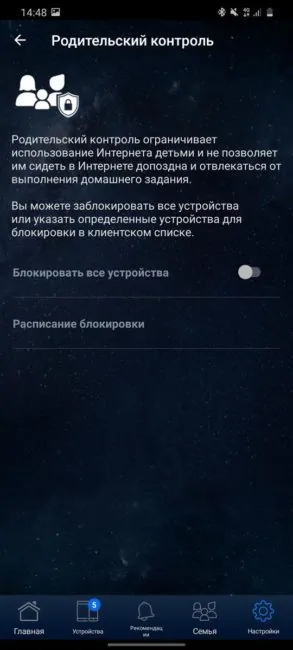 14:48
Родительский контроль
Родительский контроль ограничивает
использование Интернета детьми и не позволяет
им сидеть в Интернете допоздна и отвлекаться от
выполнения домашнего задания.
Вы можете заблокировать все устройства
или указать определенные устройства для
блокировки в клиентском списке.
Блокировать все устройства
Расписание блокировки
5
Главная
Устройства
Рекомендац
ии
Семья
Настройки